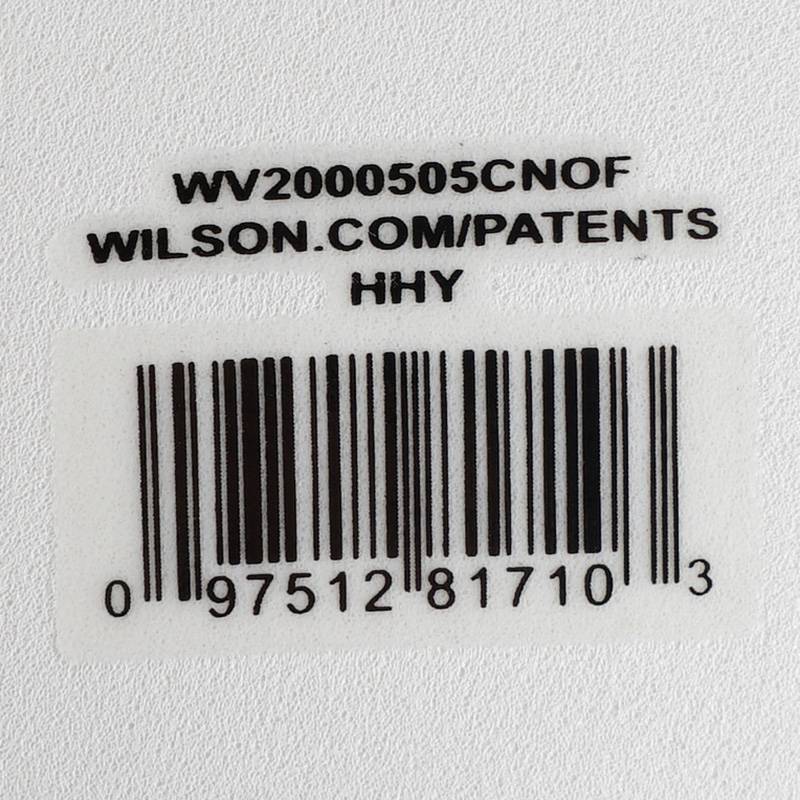 WV2000505CNOF
WILSON.COM/PATENTS
HHY
0 97512 81710 3